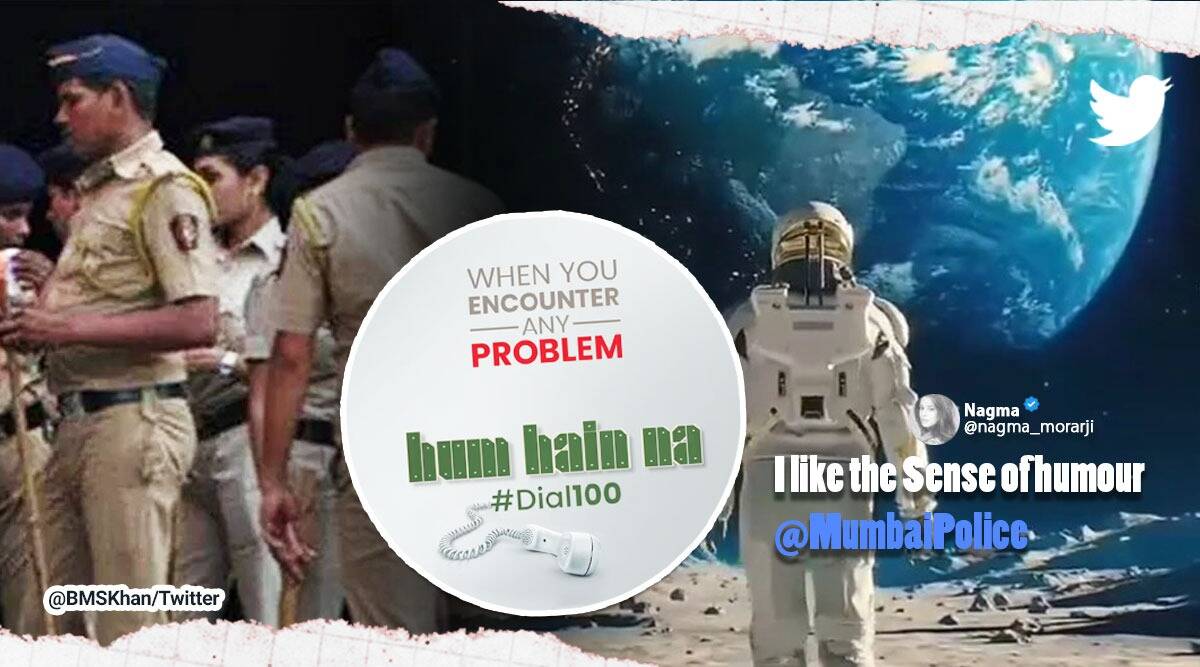 WHEN YOU
ENCOUNTER
ANY
PROBLEM
hum hain na
#Dial100
Nagma
@nagma_morarji
I like the Sense of humour
@MumbaiPolice
@BMSKhan/Twitter